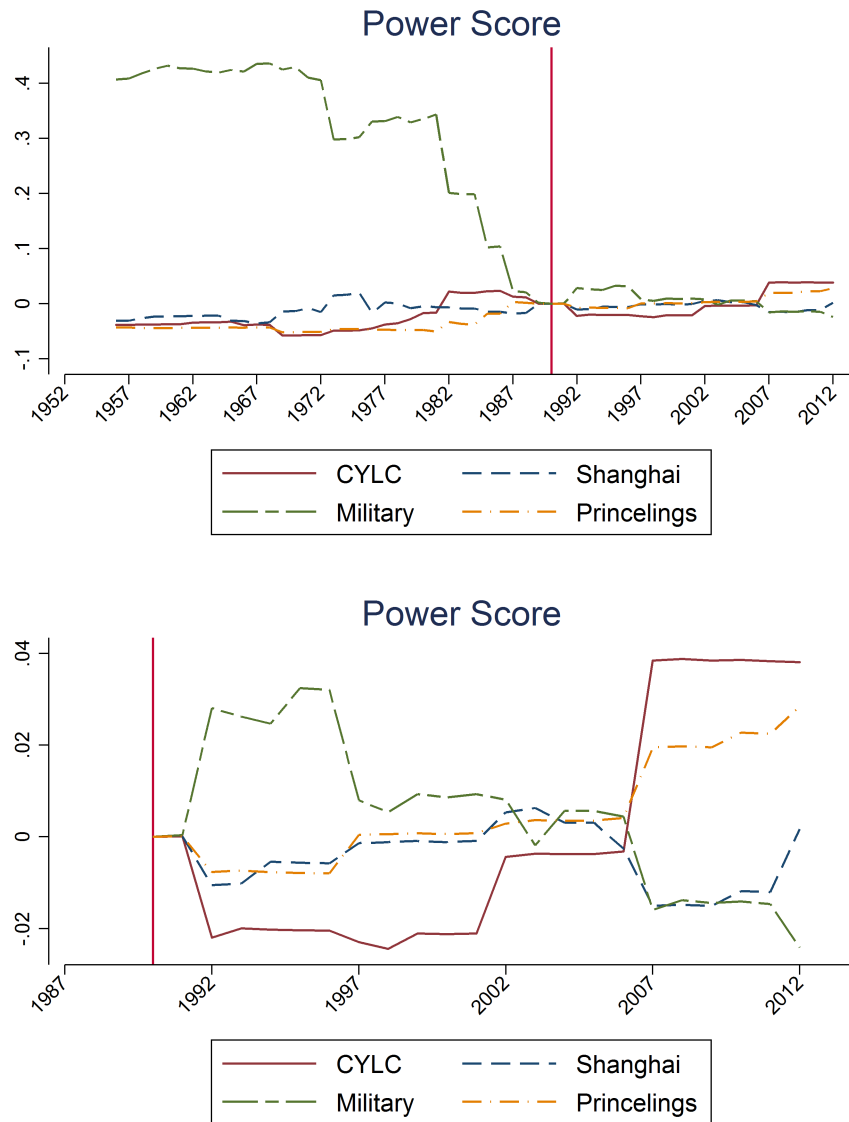 Power Score
.4
.3
.2
.1
0
-.1
1952 1957 1962 1967 1972 1977 1982 1987 1992 1997 2002 2007 2012
CYLC Shanghai
Military Princelings
Power Score
.04
.02
0
-.02
1987 1992 1997 2002 2007 2012
CYLC Shanghai
Military Princelings